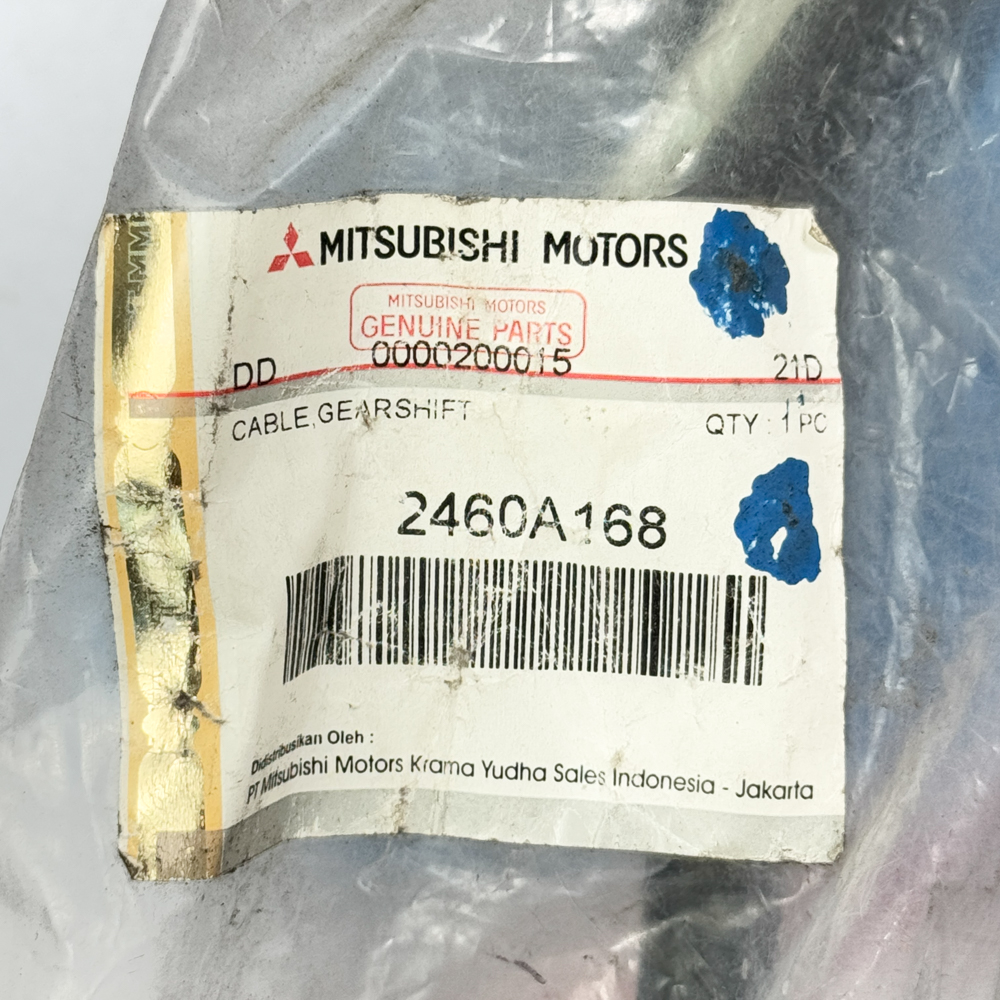 MITSUBISHI MOTORS
MITSUBISHI MOTORS
GENUINE PARTS
DD 0000200015 21D
CABLE,GEARSHIFT QTY : 1 PC
2460A168
Didistribusikan Oleh :
PT Mitsubishi Motors Krama Yudha Sales Indonesia - Jakarta